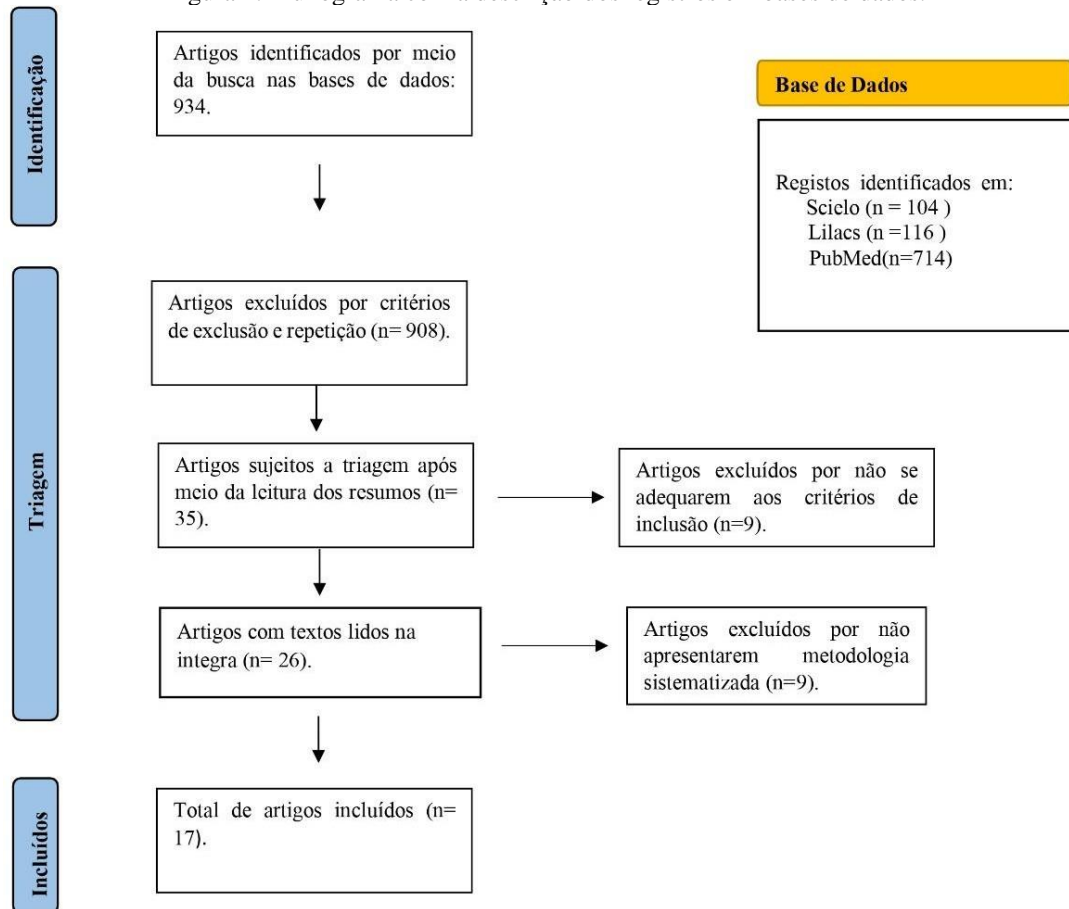 Identificação
Artigos identificados por meio
da busca nas bases de dados:
934.
Base de Dados
Registos identificados em:
Scielo (n = 104 )
Lilacs (n =116 )
PubMed(n=714)
Triagem
Artigos excluídos por critérios
de exclusão e repetição (n= 908).
Artigos sujeitos a triagem após
meio da leitura dos resumos (n=
35).
Artigos excluídos por não se
adequarem aos critérios de
inclusão (n=9).
Artigos com textos lidos na
integra (n= 26).
Artigos excluídos por não
apresentarem metodologia
sistematizada (n=9).
Incluídos
Total de artigos incluídos (n=
17).